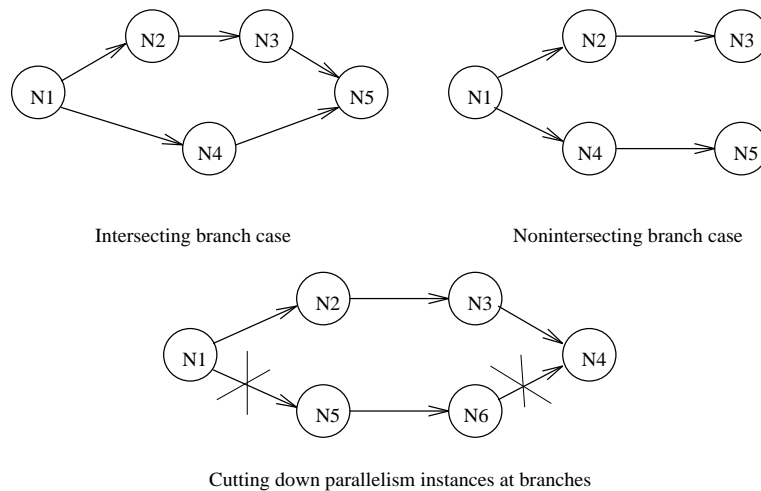 N2 N3 N2 N3
N1 N5 N1
N4 N4 N5
Intersecting branch case Nonintersecting branch case
N2 N3
N1 N4
N5 N6
Cutting down parallelism instances at branches